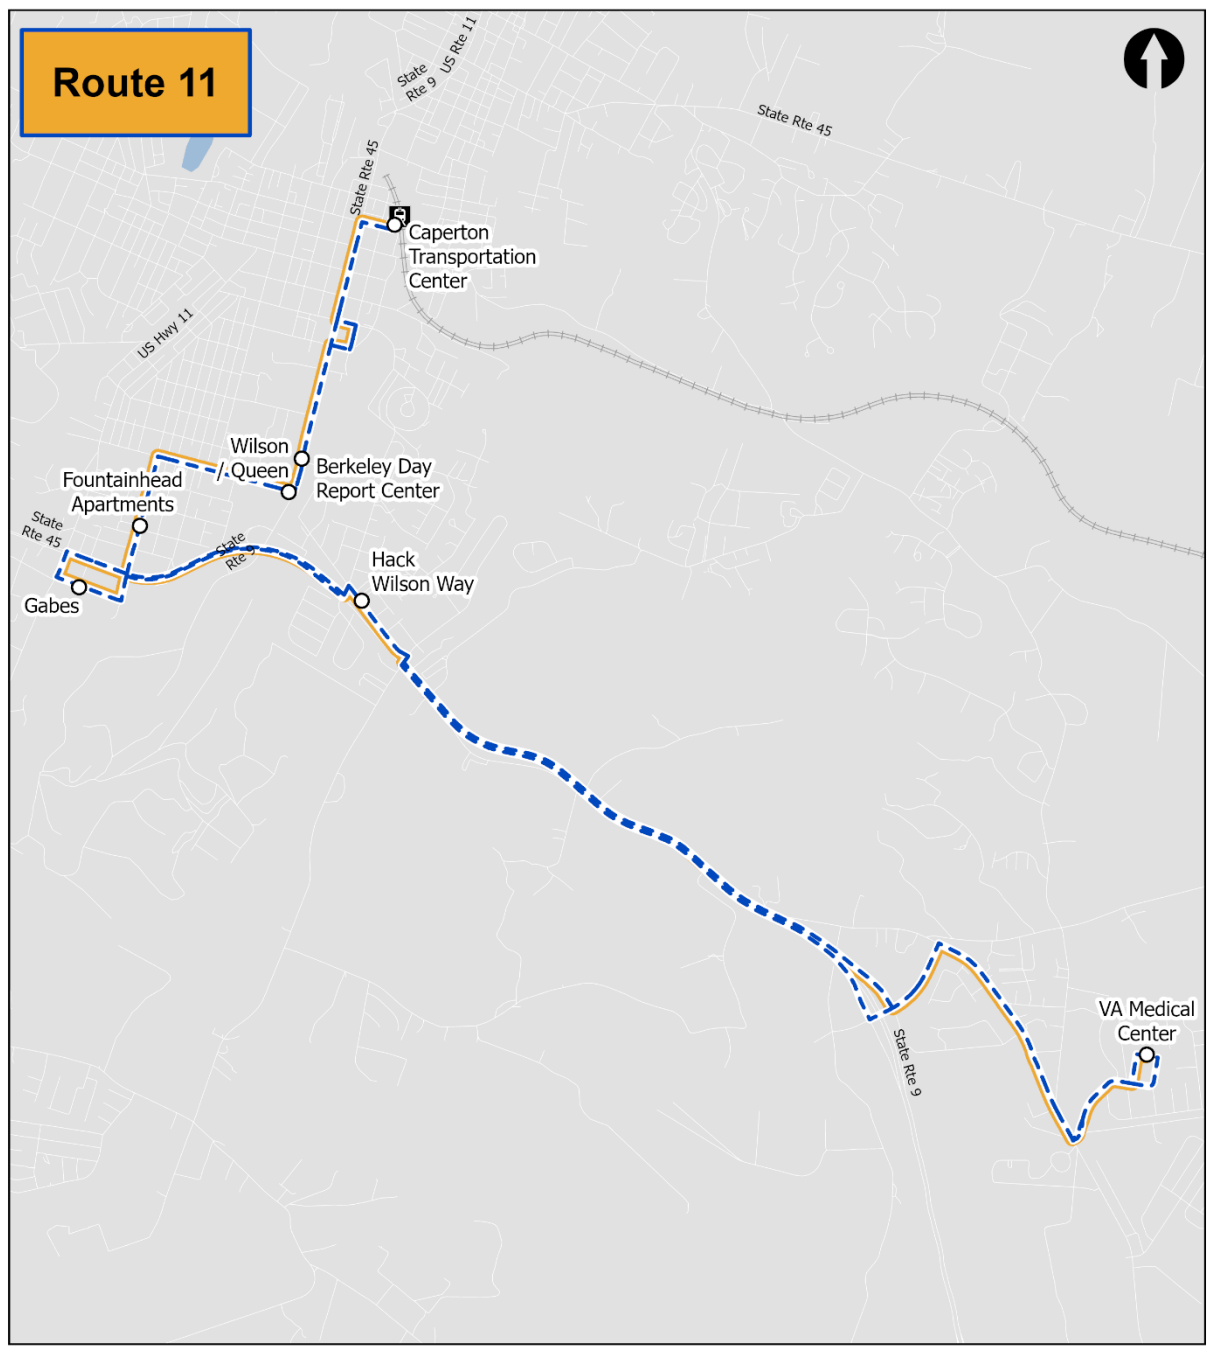 Route 11
US Rte 11
State
Rte 9
State Rte 45
State Rte 45
Caperton
Transportation
Center
US Hwy 11
Wilson
/ Queen
Berkeley Day
Report Center
Fountainhead
Apartments
State
Rte 45
State
Rte 9
Hack
Wilson Way
Gabes
VA Medical
Center
State Rte 9